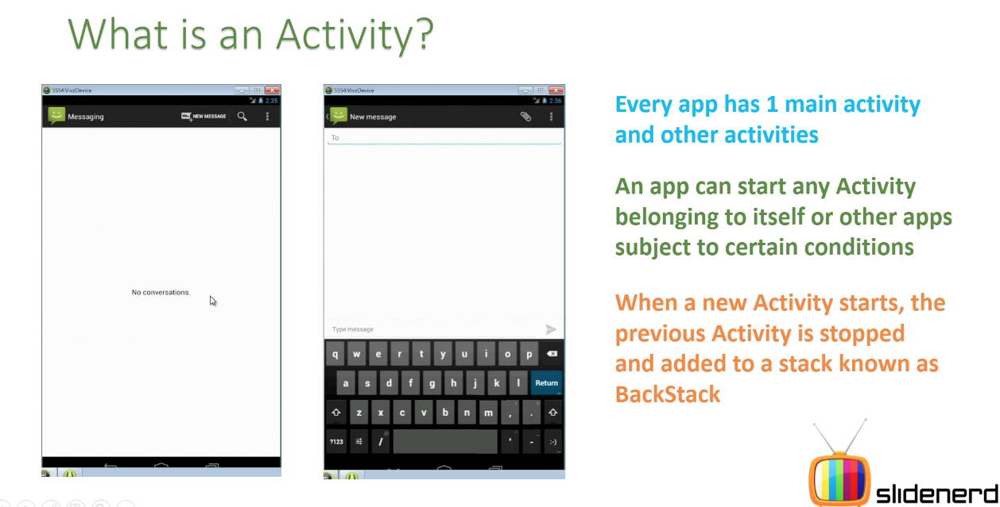 What is an Activity?
5554:VivzDevice
2:35
Messaging
NEW MESSAGE
No conversations.
5554:VivzDevice
2:36
New message
To
Type message
q w e r t y u i o p
a s d f g h j k l Return
z x c v b n m , .
?123 / ' - :-)
Every app has 1 main activity
and other activities
An app can start any Activity
belonging to itself or other apps
subject to certain conditions
When a new Activity starts, the
previous Activity is stopped
and added to a stack known as
BackStack
slidenerd